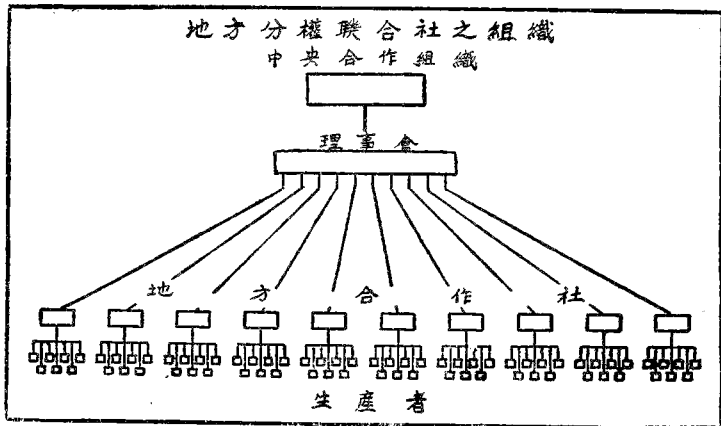 地方分權聯合社之組織
中央合作組織
理事會
地方合作社
生產者